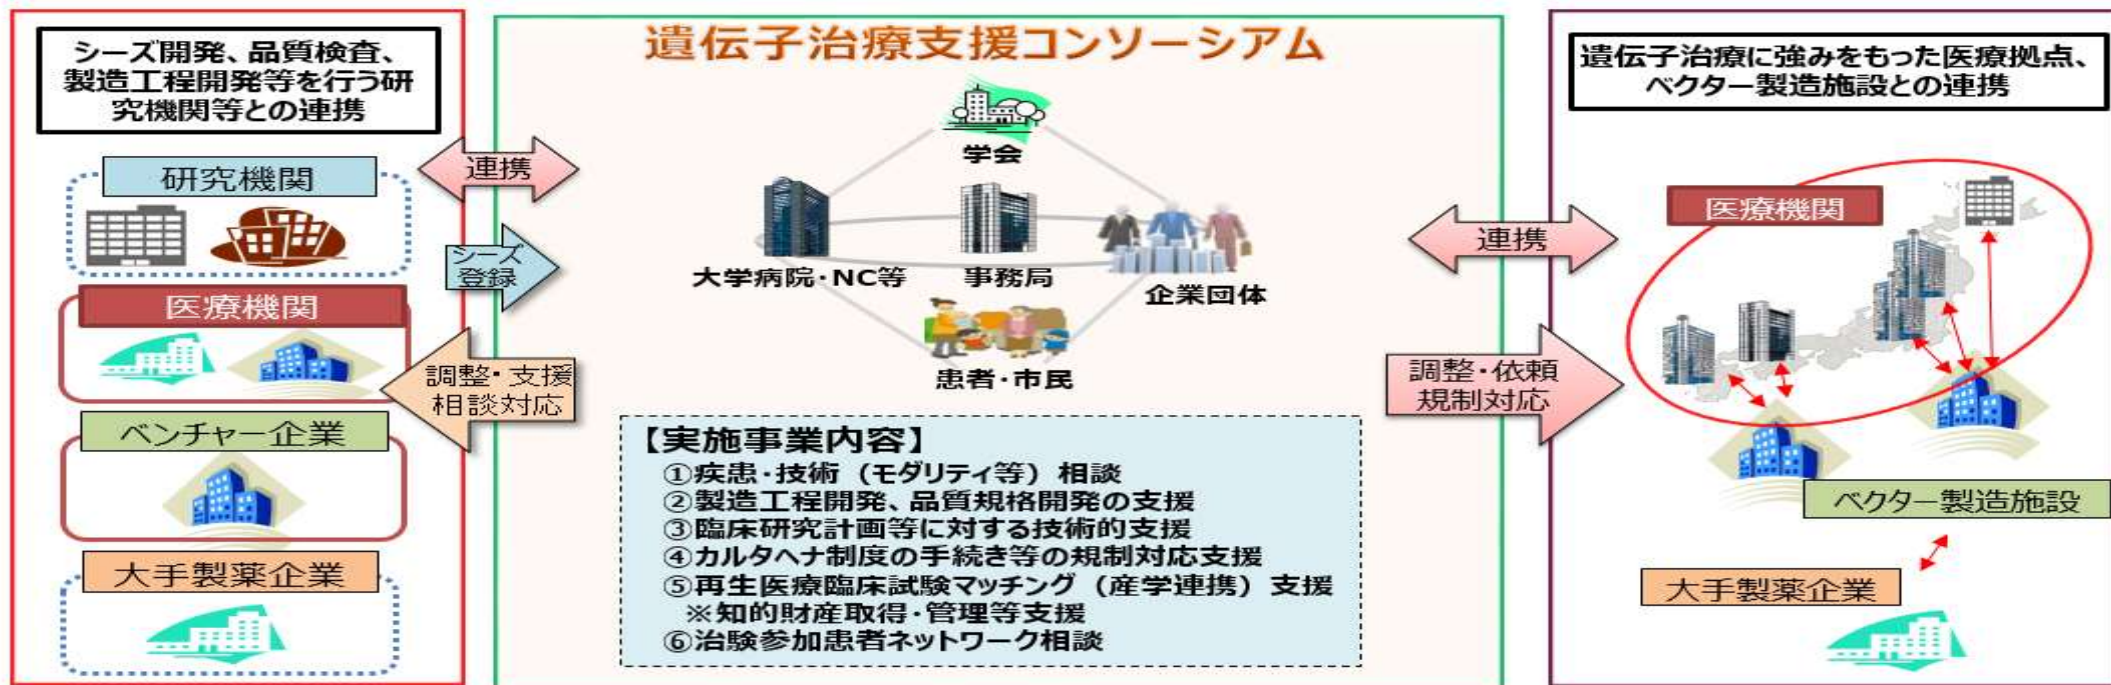 シーズ開発、品質検査、
製造工程開発等を行う研
究機関等との連携
研究機関
医療機関
ベンチャー企業
大手製薬企業
連携
シーズ
登録
調整・支援
相談対応
遺伝子治療支援コンソーシアム
学会
大学病院・NC等
事務局
企業団体
患者・市民
【実施事業内容】
①疾患・技術（モダリティ等）相談
②製造工程開発、品質規格開発の支援
③臨床研究計画等に対する技術的支援
④カルタヘナ制度の手続き等の規制対応支援
⑤再生医療臨床試験マッチング（産学連携）支援
※知的財産取得・管理等支援
⑥治験参加患者ネットワーク相談
連携
調整・依頼
規制対応
遺伝子治療に強みをもった医療拠点、
ベクター製造施設との連携
医療機関
ベクター製造施設
大手製薬企業